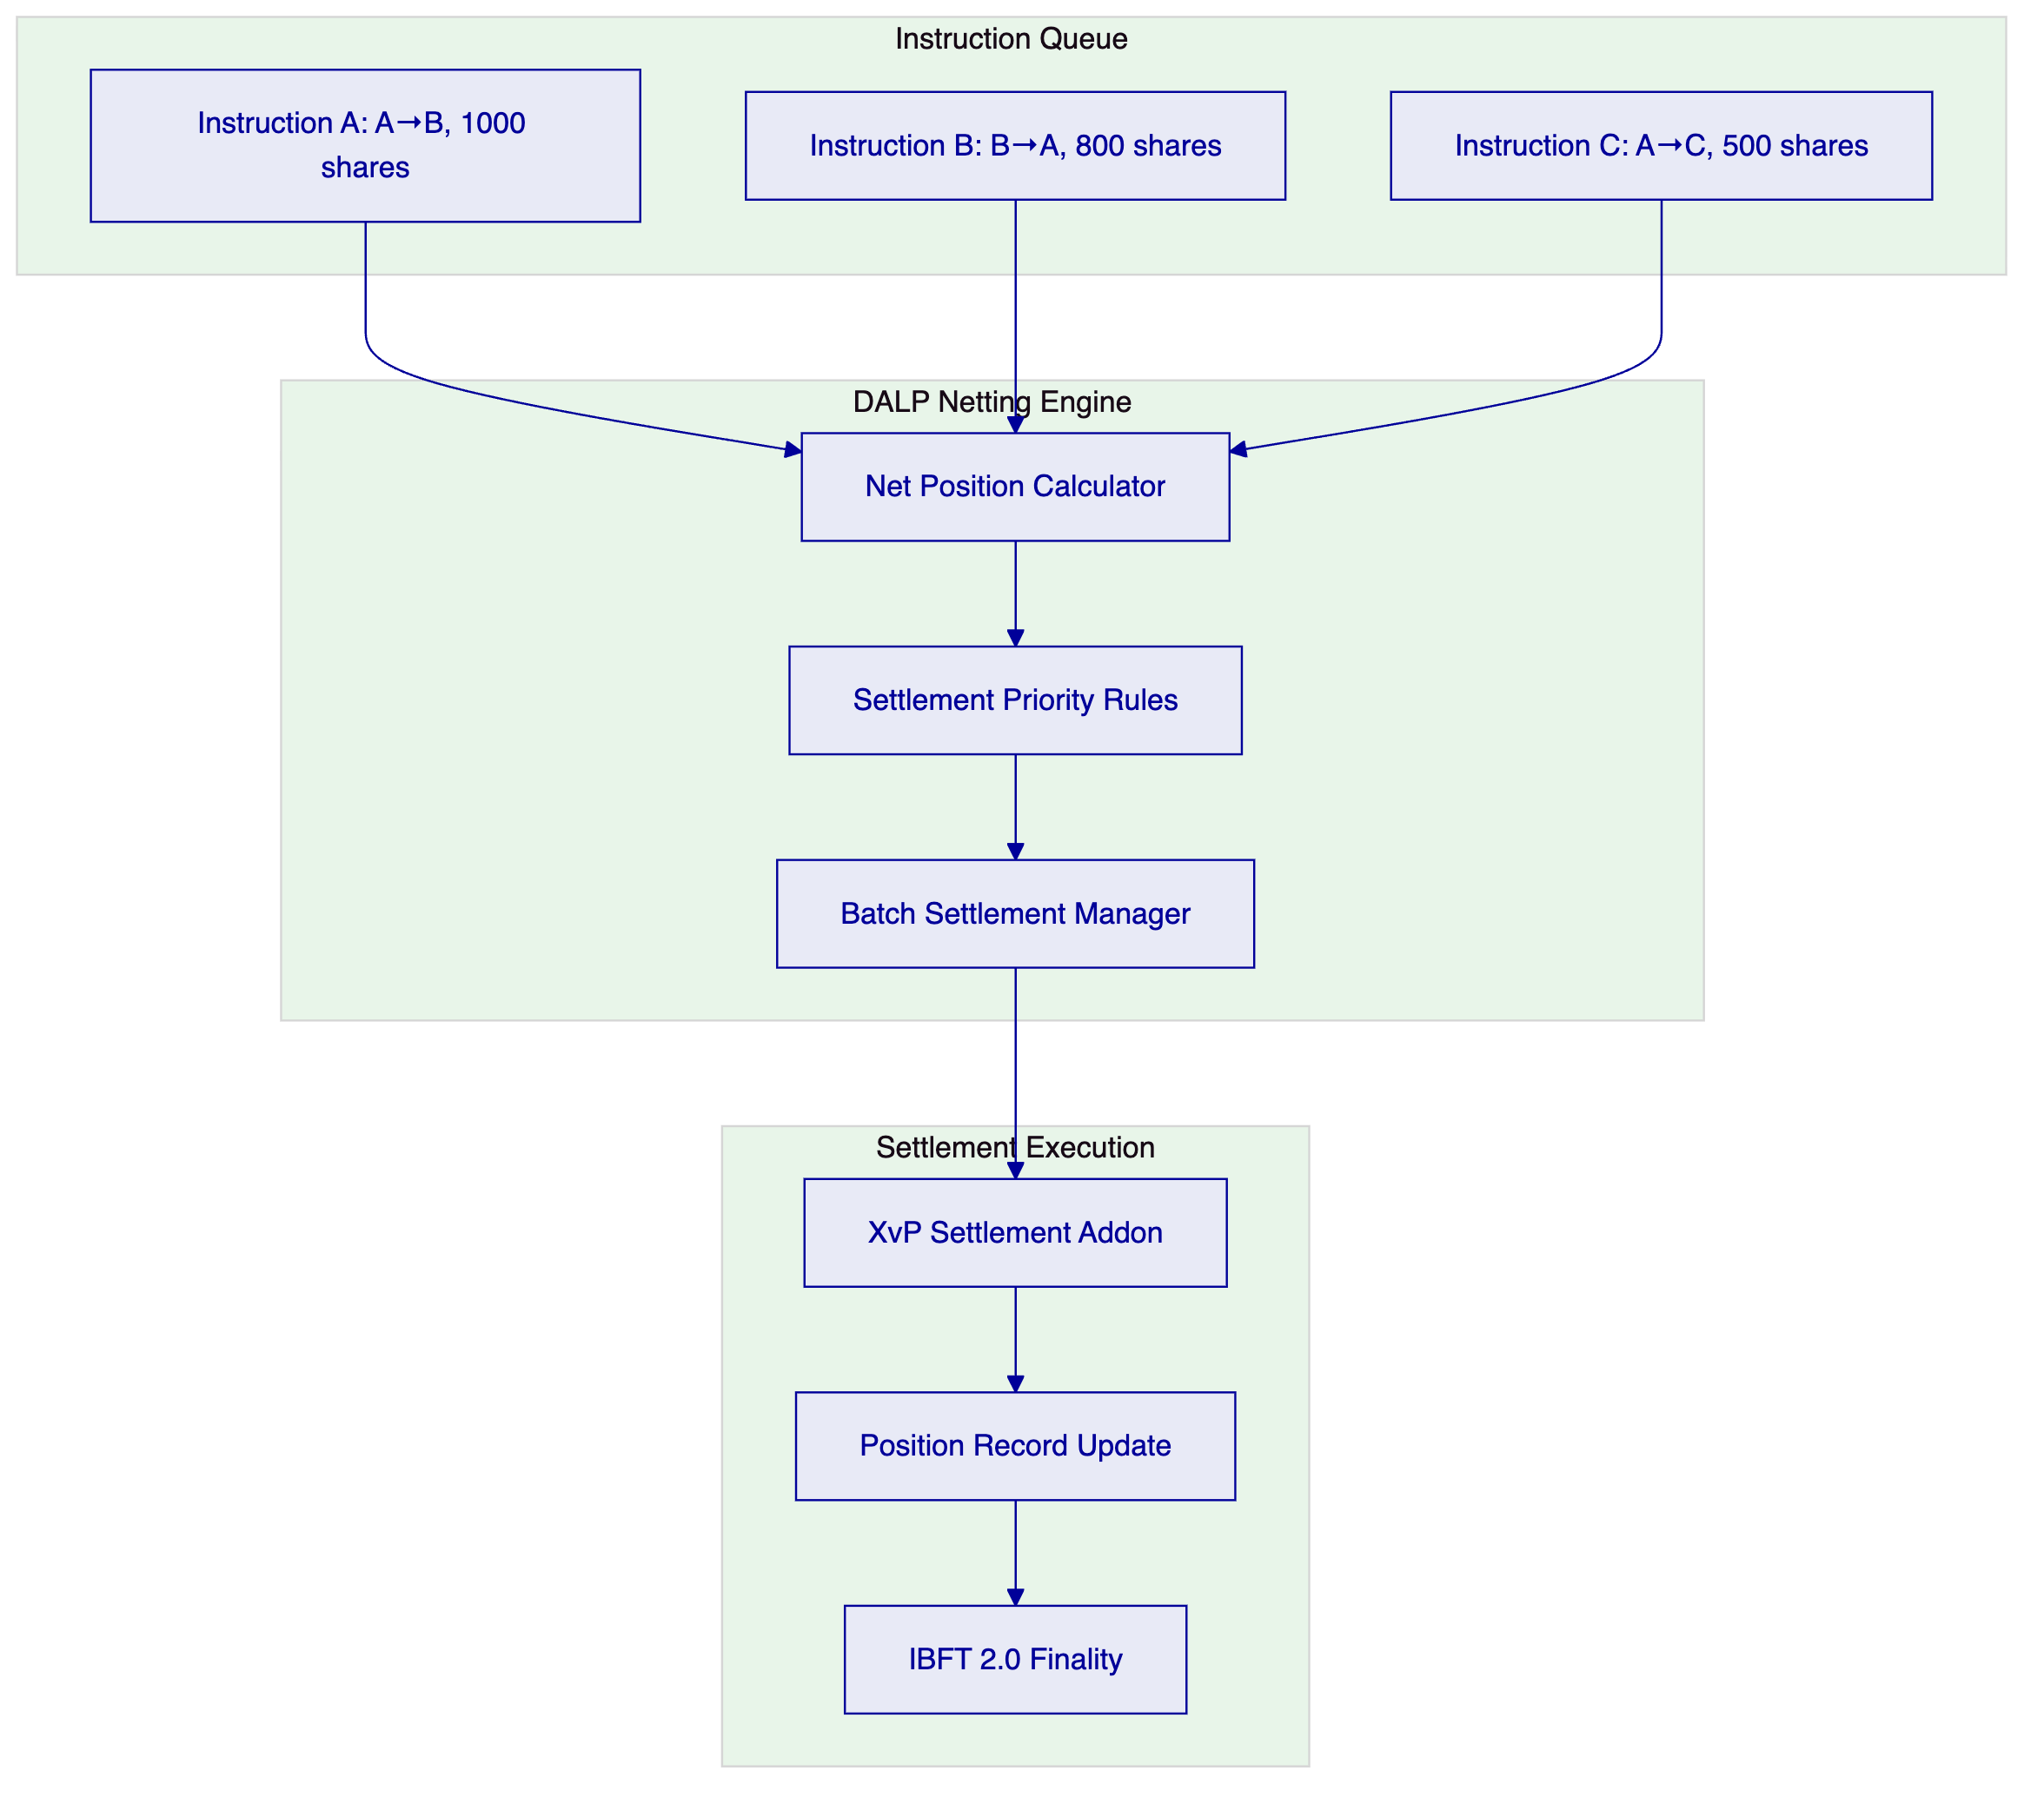 Instruction Queue
Instruction A: A→B, 1000
shares
Instruction B: B→A, 800 shares
Instruction C: A→C, 500 shares
DALP Netting Engine
Net Position Calculator
Settlement Priority Rules
Batch Settlement Manager
Settlement Execution
XvP Settlement Addon
Position Record Update
IBFT 2.0 Finality